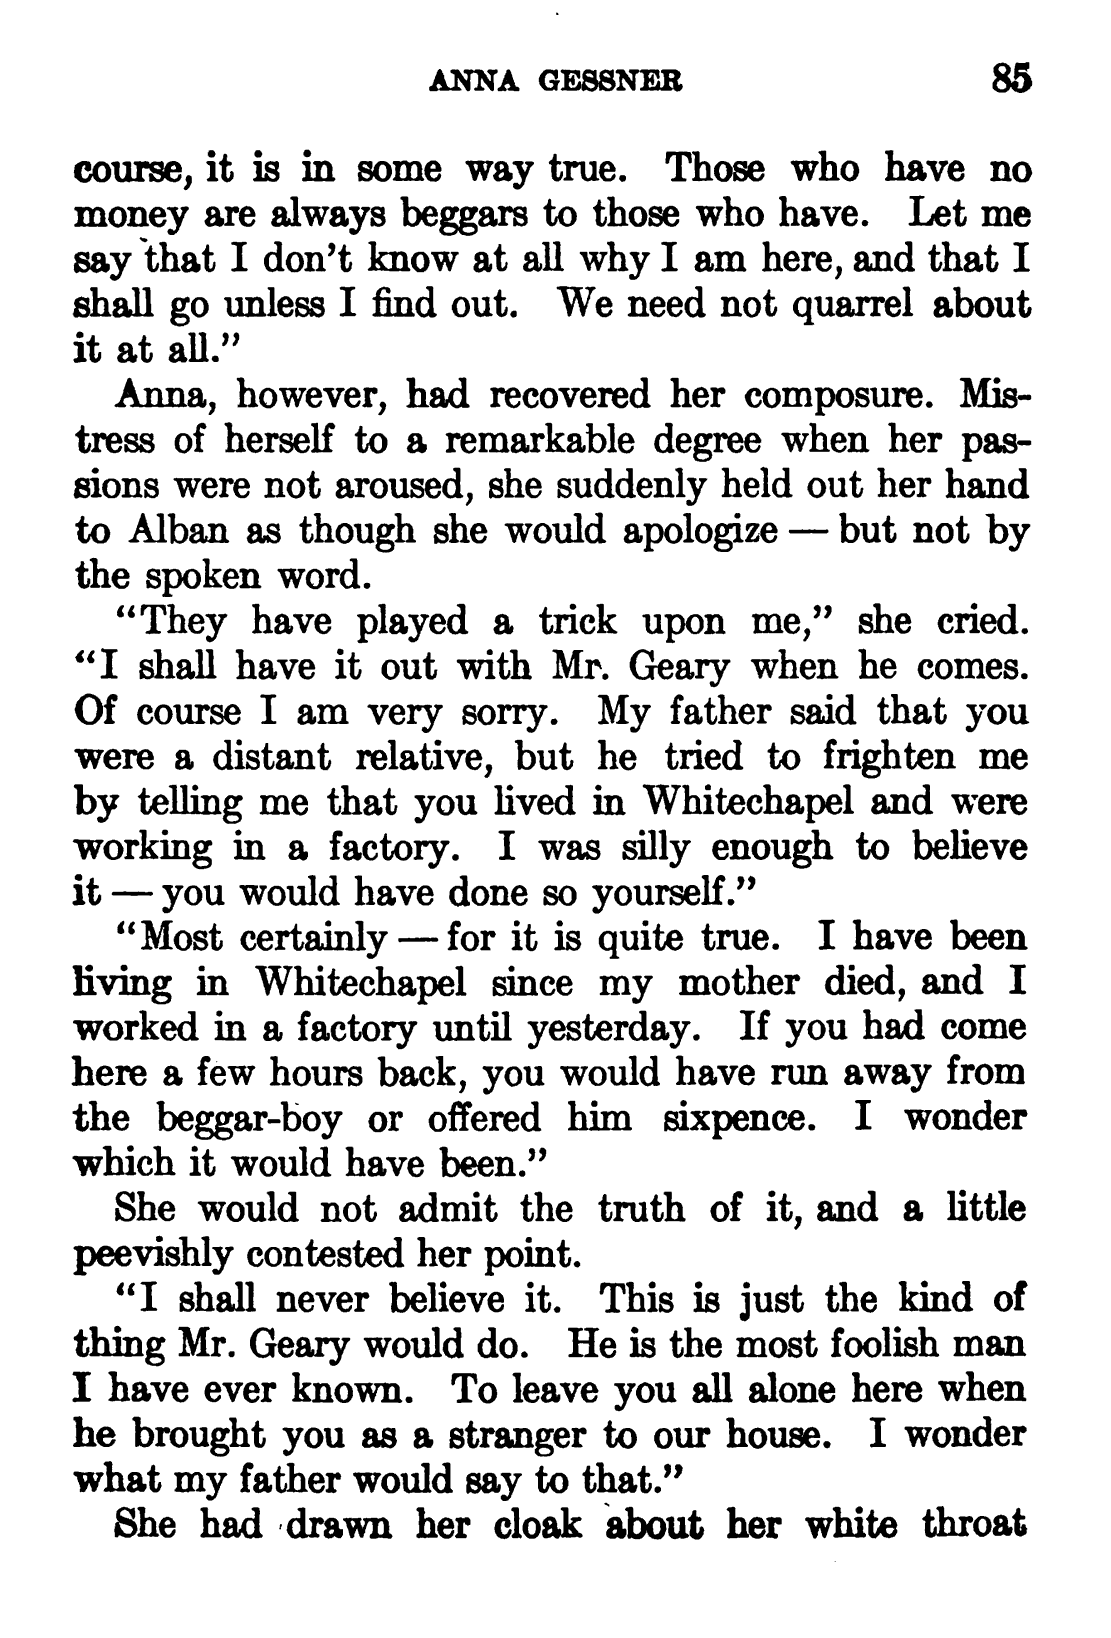 ANNA GESSNER 85
course, it is in some way true. Those who have no
money are always beggars to those who have. Let me
say that I don't know at all why I am here, and that I
shall go unless I find out. We need not quarrel about
it at all."
Anna, however, had recovered her composure. Mis-
tress of herself to a remarkable degree when her pas-
sions were not aroused, she suddenly held out her hand
to Alban as though she would apologize — but not by
the spoken word.
"They have played a trick upon me," she cried.
"I shall have it out with Mr. Geary when he comes.
Of course I am very sorry. My father said that you
were a distant relative, but he tried to frighten me
by telling me that you lived in Whitechapel and were
working in a factory. I was silly enough to believe
it — you would have done so yourself."
"Most certainly — for it is quite true. I have been
living in Whitechapel since my mother died, and I
worked in a factory until yesterday. If you had come
here a few hours back, you would have run away from
the beggar-boy or offered him sixpence. I wonder
which it would have been."
She would not admit the truth of it, and a little
peevishly contested her point.
"I shall never believe it. This is just the kind of
thing Mr. Geary would do. He is the most foolish man
I have ever known. To leave you all alone here when
he brought you as a stranger to our house. I wonder
what my father would say to that."
She had drawn her cloak about her white throat